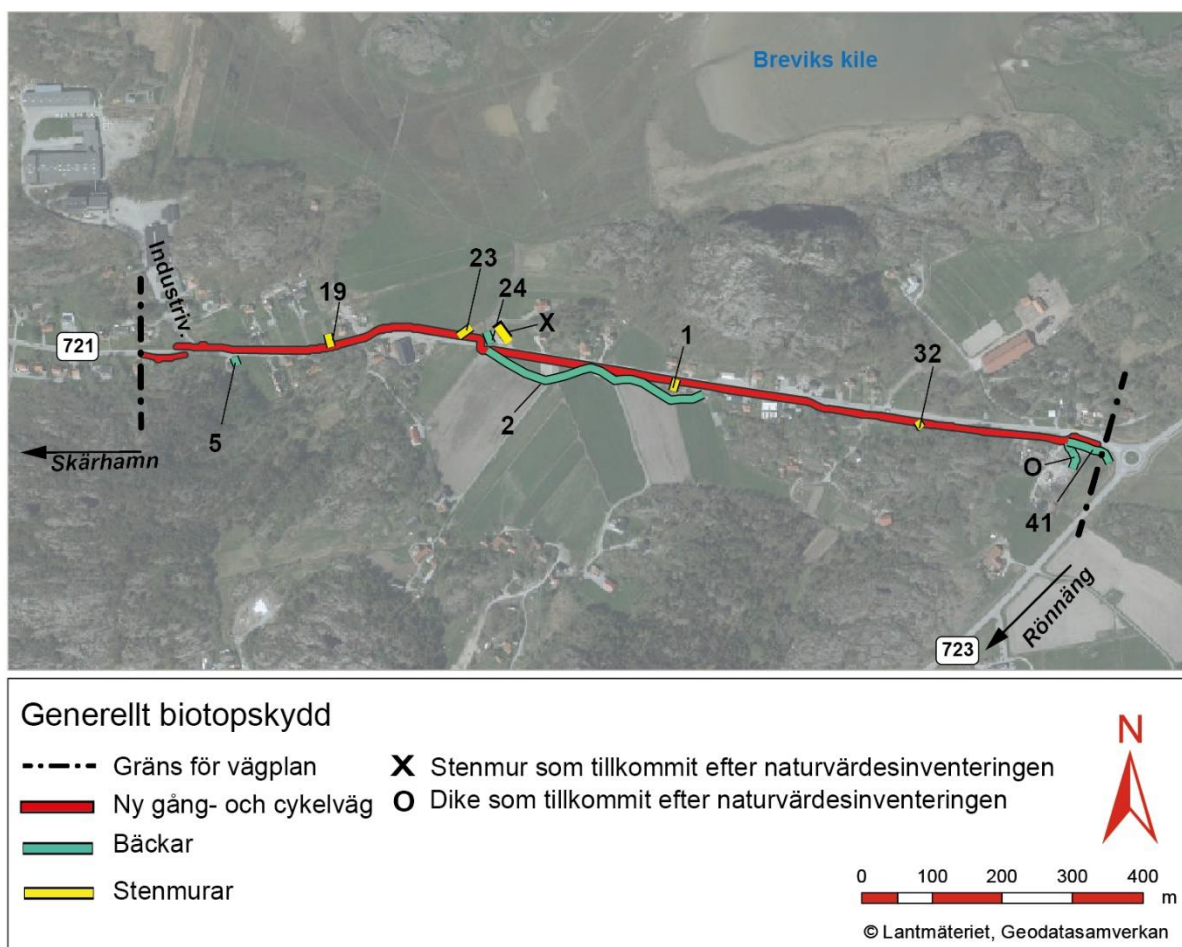 Breviks kile
Industriv.
19
23
24
X
721
1
32
5
2
O
41
Skärhamn
Rönnäng
723
Generellt biotopskydd
Gräns för vägplan
Ny gång- och cykelväg
Bäckar
Stenmurar
X Stenmur som tillkommit efter naturvärdesinventeringen
O Dike som tillkommit efter naturvärdesinventeringen
N
0 100 200 300 400
m
© Lantmäteriet, Geodatasamverkan